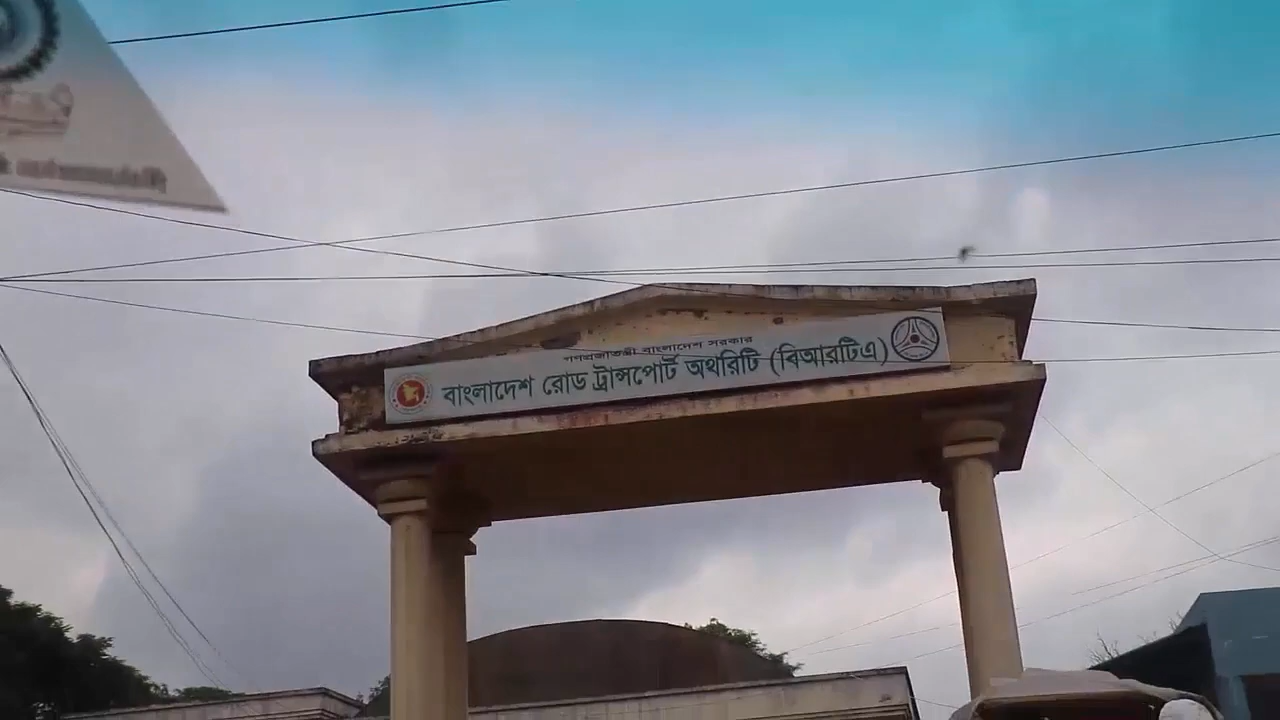 গণপ্রজাতন্ত্রী বাংলাদেশ সরকার
বাংলাদেশ রোড ট্রান্সপোর্ট অথরিটি (বিআরটিএ)